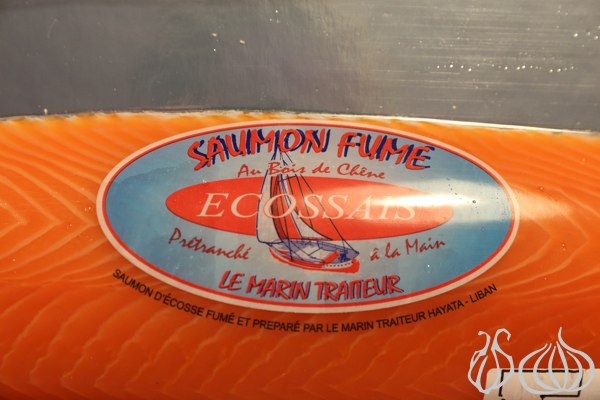 SAUMON FUMÉ
Au Bois de Chêne
ECOSSAIS
Prétranché à la Main
LE MARIN TRAITEUR
SAUMON D'ÉCOSSE FUMÉ ET PREPARÉ PAR LE MARIN TRAITEUR HAYATA - LIBAN